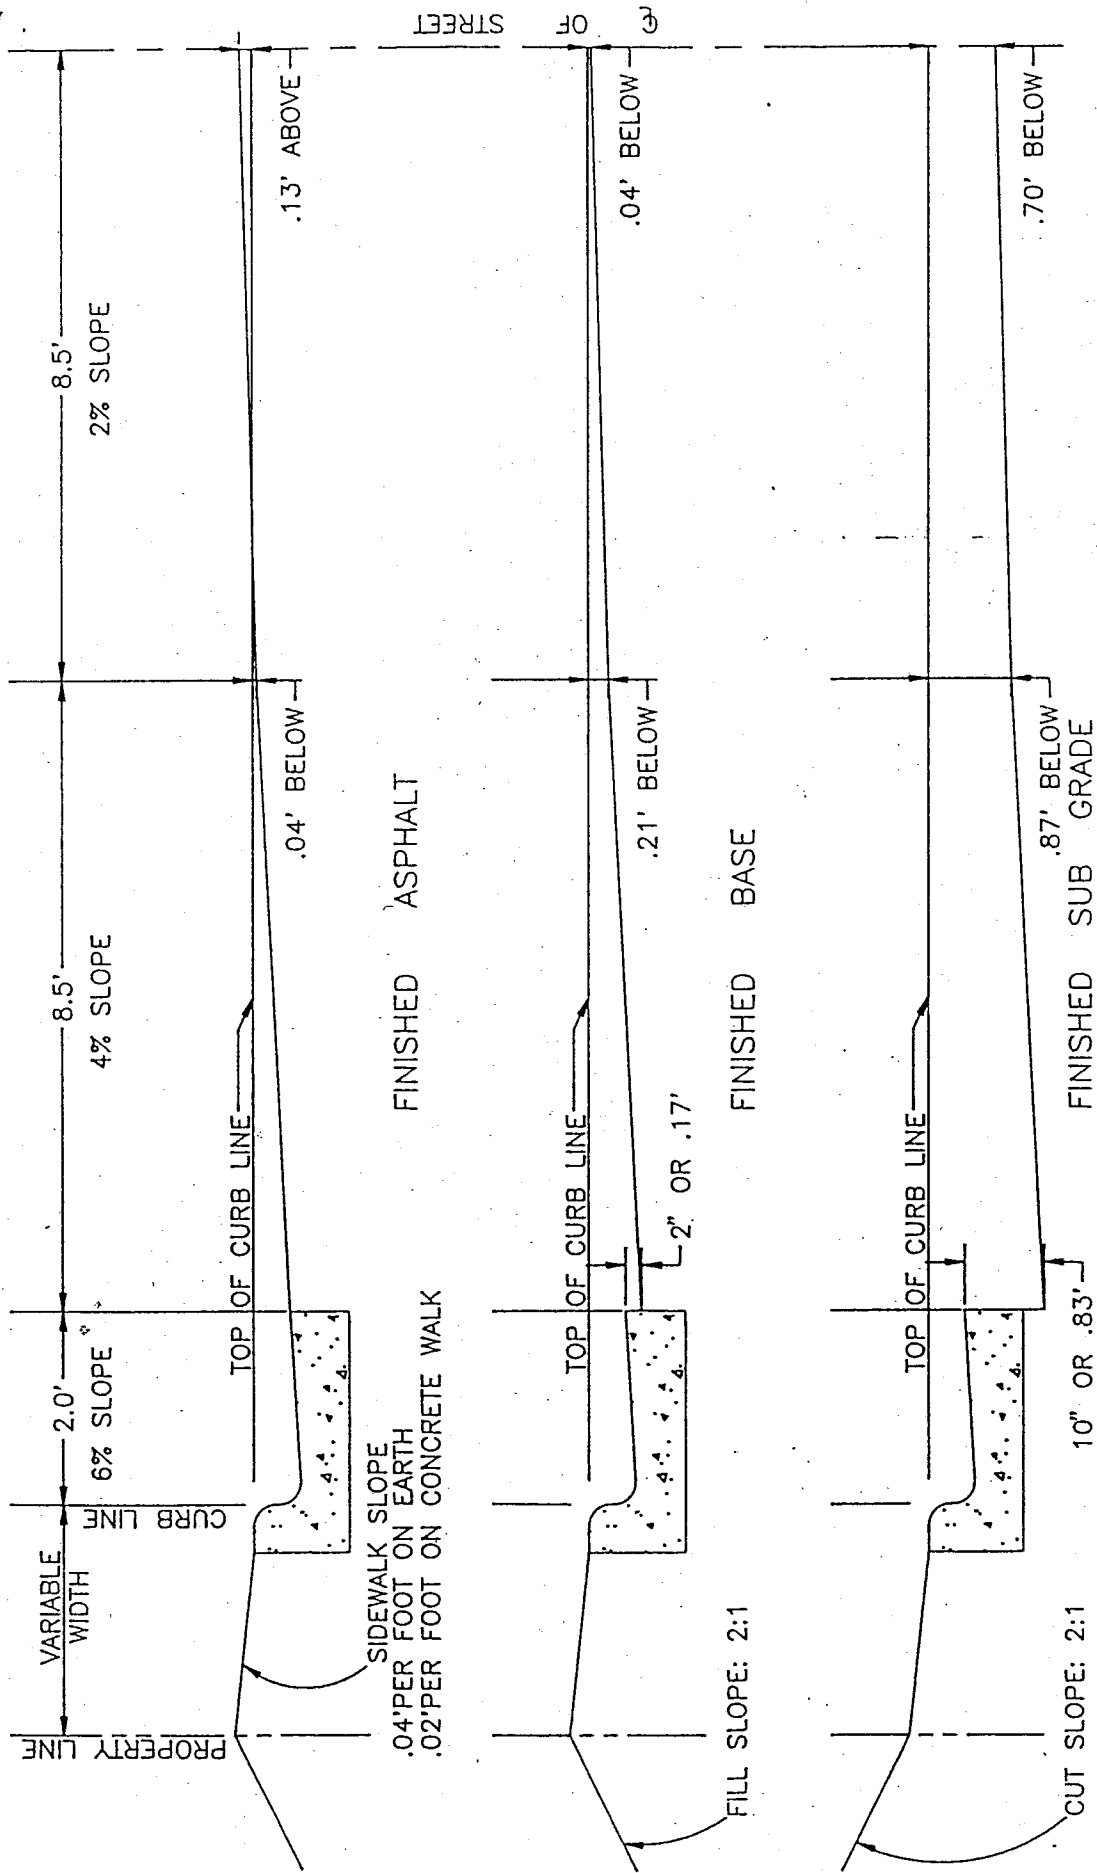 VARIABLE
WIDTH
2.0'
6% SLOPE
8.5'
4% SLOPE
8.5'
2% SLOPE
PROPERTY LINE
CURB LINE
TOP OF CURB LINE
.04' BELOW
.13' ABOVE
SIDEWALK SLOPE
.04'PER FOOT ON EARTH
.02'PER FOOT ON CONCRETE WALK
FINISHED ASPHALT
℄ OF STREET
TOP OF CURB LINE
2" OR .17'
.21' BELOW
.04' BELOW
FILL SLOPE: 2:1
FINISHED BASE
TOP OF CURB LINE
10" OR .83'
.87' BELOW
.70' BELOW
CUT SLOPE: 2:1
FINISHED SUB GRADE